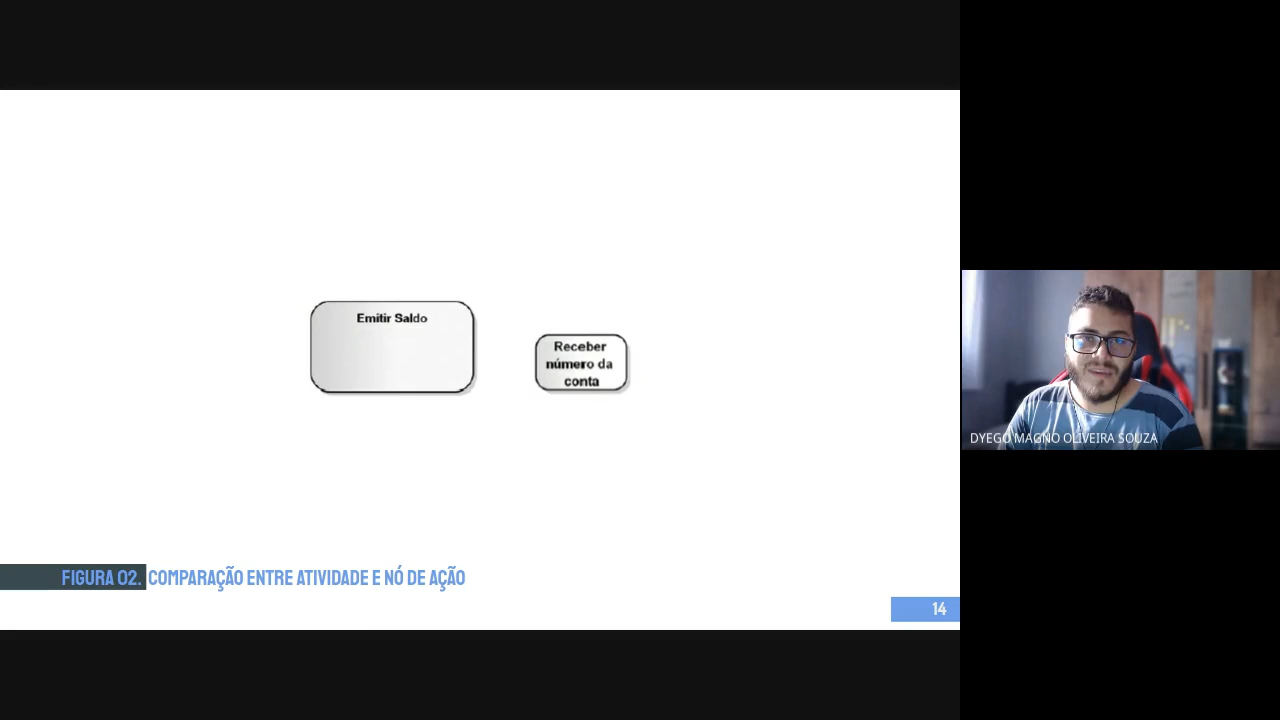 Emitir Saldo
Receber
número da
conta
DYEGO MAGNO OLIVEIRA SOUZA
FIGURA 02. COMPARAÇÃO ENTRE ATIVIDADE E NÓ DE AÇÃO
14